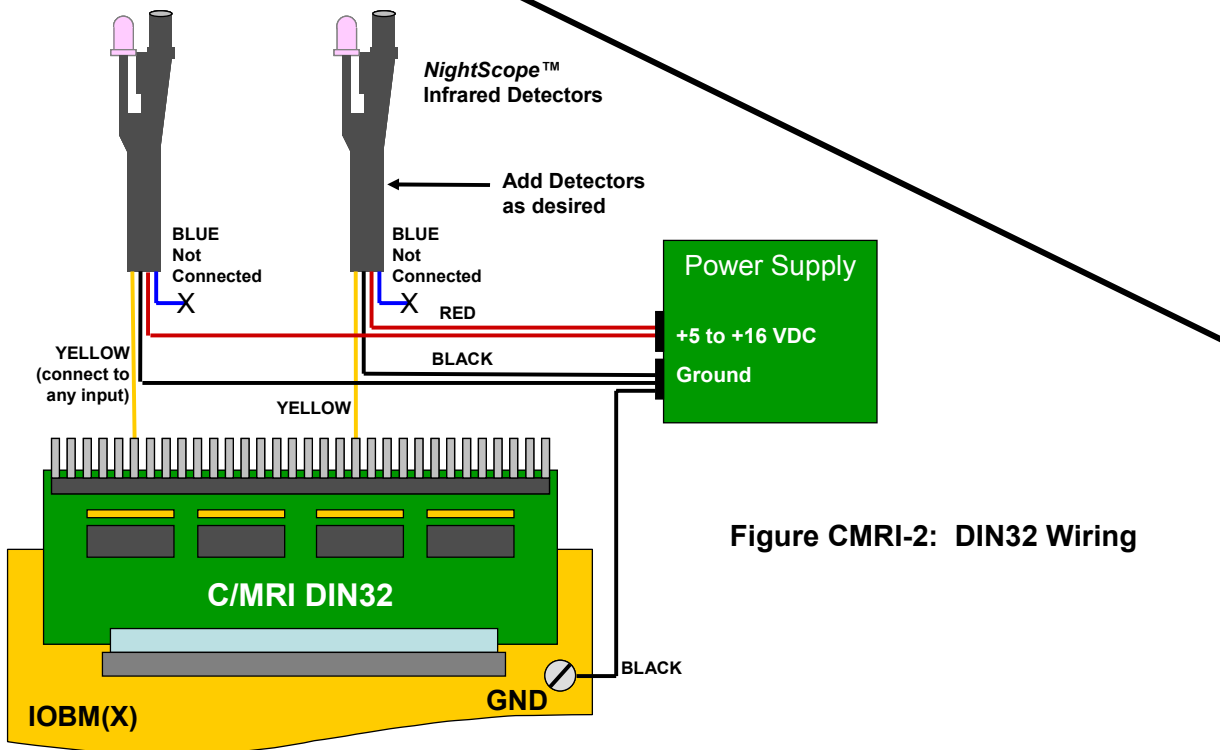 NightScope™
Infrared Detectors
Add Detectors
as desired
BLUE
Not
Connected
X
BLUE
Not
Connected
X
RED
BLACK
Power Supply
+5 to +16 VDC
Ground
YELLOW
(connect to
any input)
YELLOW
C/MRI DIN32
IOBM(X)
GND
BLACK
Figure CMRI-2: DIN32 Wiring